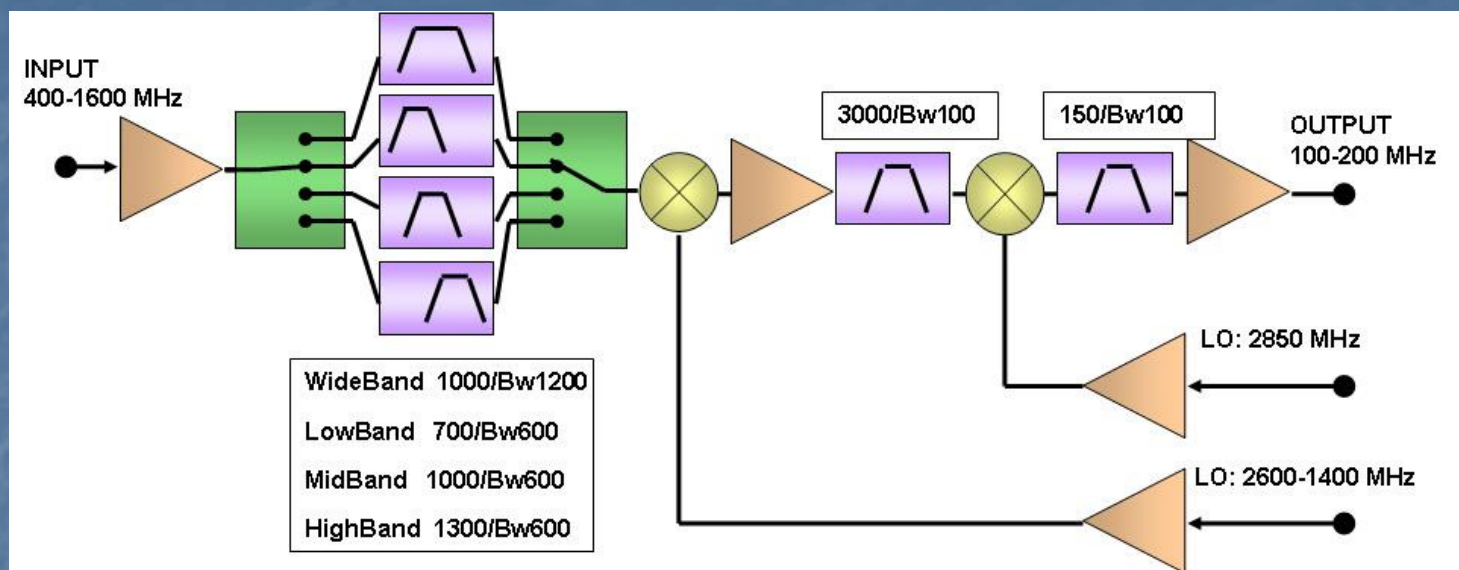 INPUT
400-1600 MHz
3000/Bw100
150/Bw100
OUTPUT
100-200 MHz
WideBand 1000/Bw1200
LowBand 700/Bw600
MidBand 1000/Bw600
HighBand 1300/Bw600
LO: 2850 MHz
LO: 2600-1400 MHz